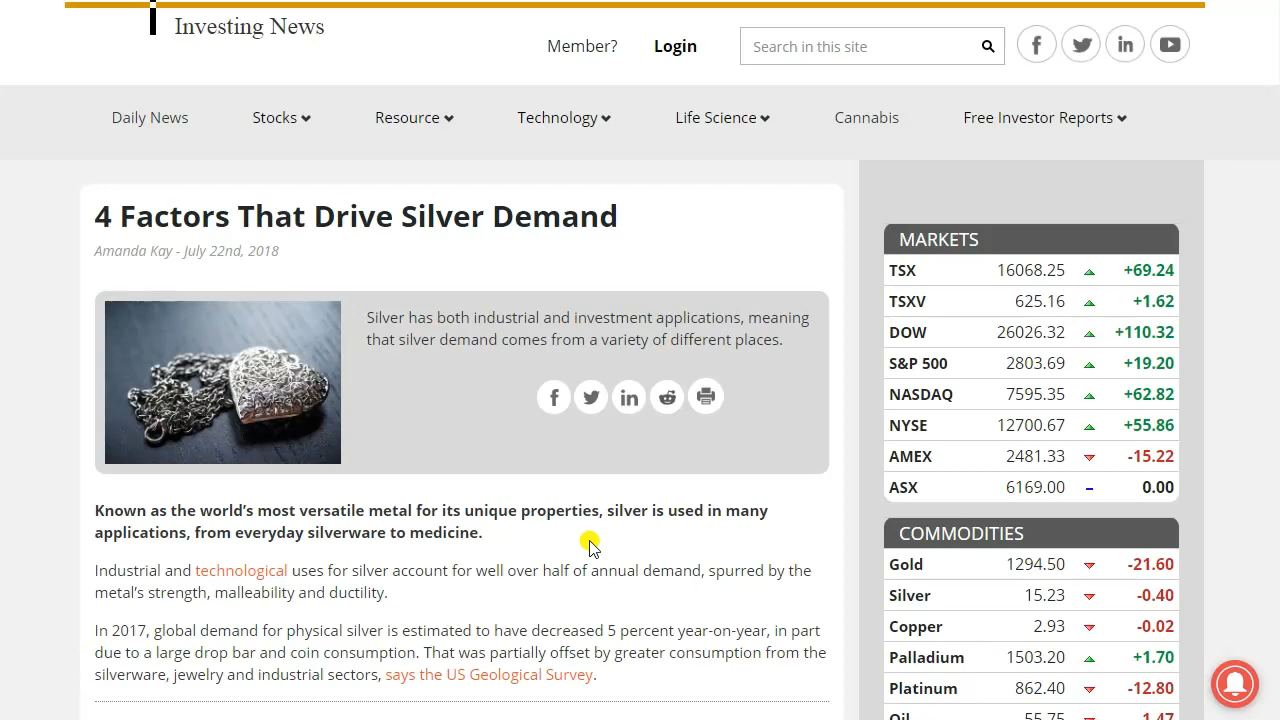 Investing News
Member?
Login
Search in this site
Daily News
Stocks
Resource
Technology
Life Science
Cannabis
Free Investor Reports
4 Factors That Drive Silver Demand
Amanda Kay - July 22nd, 2018
Silver has both industrial and investment applications, meaning
that silver demand comes from a variety of different places.
Known as the world’s most versatile metal for its unique properties, silver is used in many
applications, from everyday silverware to medicine.
Industrial and technological uses for silver account for well over half of annual demand, spurred by the
metal’s strength, malleability and ductility.
In 2017, global demand for physical silver is estimated to have decreased 5 percent year-on-year, in part
due to a large drop bar and coin consumption. That was partially offset by greater consumption from the
silverware, jewelry and industrial sectors, says the US Geological Survey.
MARKETS
TSX 16068.25 +69.24
TSXV 625.16 +1.62
DOW 26026.32 +110.32
S&P 500 2803.69 +19.20
NASDAQ 7595.35 +62.82
NYSE 12700.67 +55.86
AMEX 2481.33 -15.22
ASX 6169.00 0.00
COMMODITIES
Gold 1294.50 -21.60
Silver 15.23 -0.40
Copper 2.93 -0.02
Palladium 1503.20 +1.70
Platinum 862.40 -12.80
Oil 55.75 -1.47